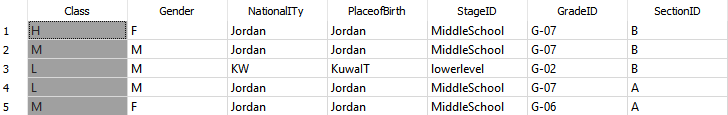 Class Gender NationalITy PlaceofBirth StageID GradeID SectionID
1 H F Jordan Jordan MiddleSchool G-07 B
2 M M Jordan Jordan MiddleSchool G-07 B
3 L M KW KuwaIT lowerlevel G-02 B
4 L M Jordan Jordan MiddleSchool G-07 A
5 M F Jordan Jordan MiddleSchool G-06 A